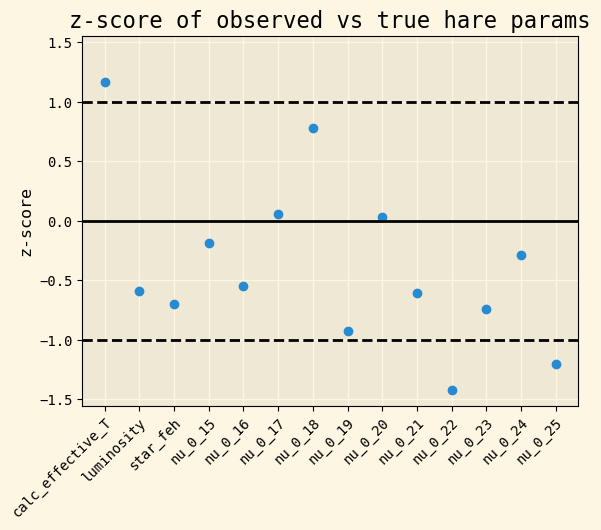 z-score of observed vs true hare params
1.5
1.0
0.5
0.0
−0.5
−1.0
−1.5
z-score
calc_effective_T
luminosity
star_feh
nu_0_15
nu_0_16
nu_0_17
nu_0_18
nu_0_19
nu_0_20
nu_0_21
nu_0_22
nu_0_23
nu_0_24
nu_0_25